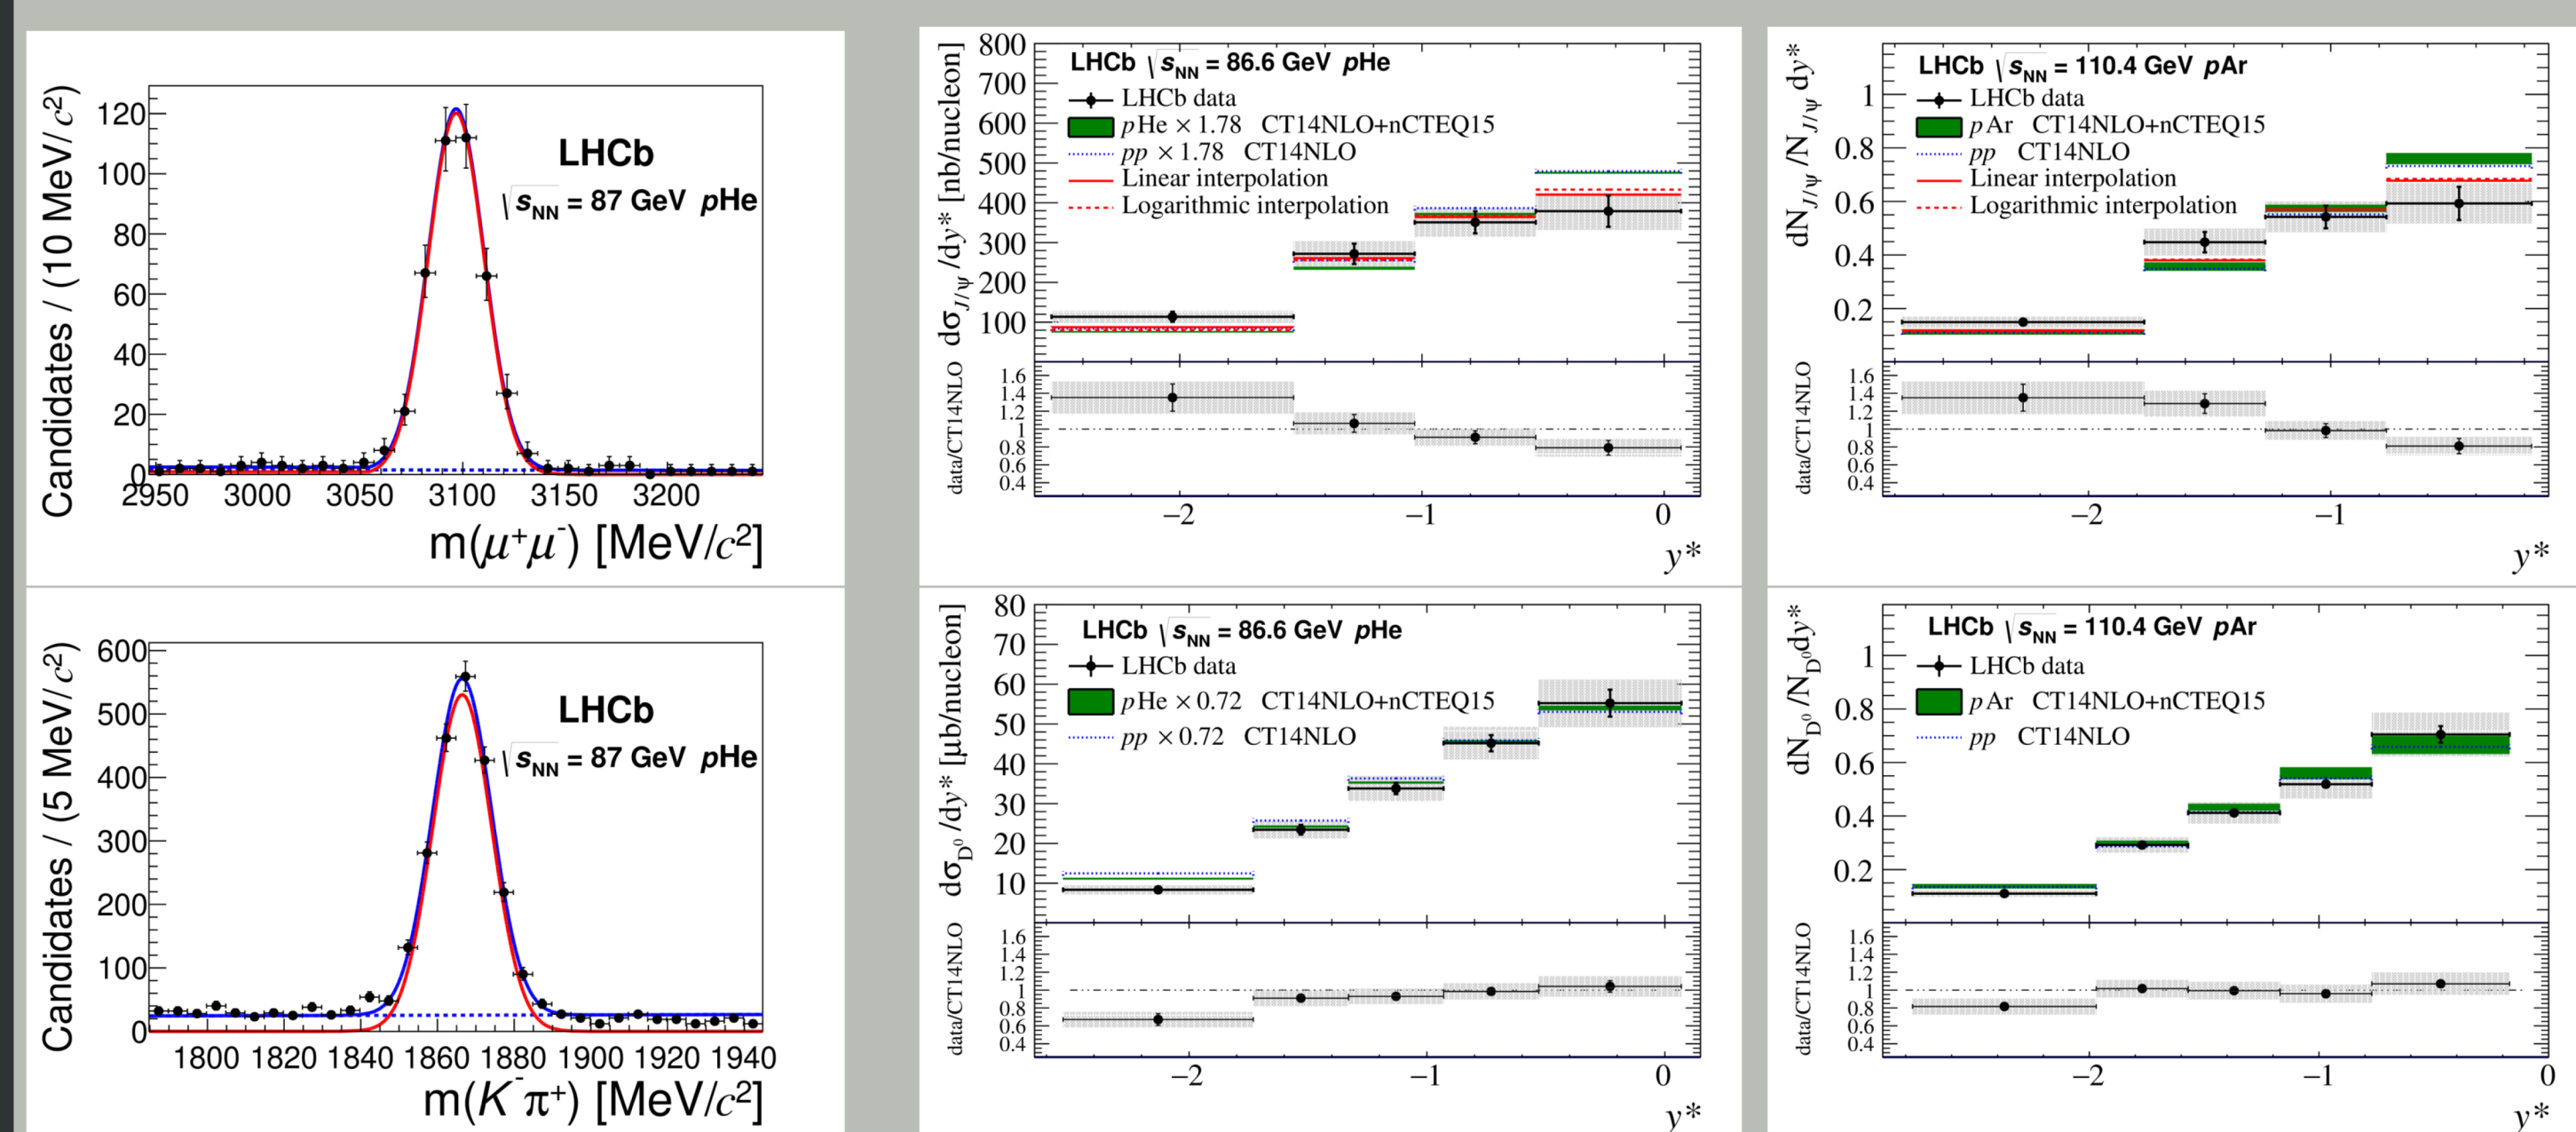 Candidates / (10 MeV/c²)
120
100
80
60
40
20
0
LHCb
√sNN = 87 GeV pHe
2950 3000 3050 3100 3150 3200
m(μ⁺μ⁻) [MeV/c²]
dσJ/ψ /dy* [nb/nucleon]
800
700
600
500
400
300
200
100
LHCb √sNN = 86.6 GeV pHe
LHCb data
pHe × 1.78 CT14NLO+nCTEQ15
pp × 1.78 CT14NLO
Linear interpolation
Logarithmic interpolation
data/CT14NLO
1.6
1.4
1.2
1
0.8
0.6
0.4
−2 −1 0
y*
dNJ/ψ /NJ/ψ dy*
1
0.8
0.6
0.4
0.2
LHCb √sNN = 110.4 GeV pAr
LHCb data
pAr CT14NLO+nCTEQ15
pp CT14NLO
Linear interpolation
Logarithmic interpolation
data/CT14NLO
1.6
1.4
1.2
1
0.8
0.6
0.4
−2 −1
y*
Candidates / (5 MeV/c²)
600
500
400
300
200
100
0
LHCb
√sNN = 87 GeV pHe
1800 1820 1840 1860 1880 1900 1920 1940
m(K⁻π⁺) [MeV/c²]
dσD⁰ /dy* [μb/nucleon]
80
70
60
50
40
30
20
10
LHCb √sNN = 86.6 GeV pHe
LHCb data
pHe × 0.72 CT14NLO+nCTEQ15
pp × 0.72 CT14NLO
data/CT14NLO
1.6
1.4
1.2
1
0.8
0.6
0.4
−2 −1 0
y*
dND⁰ /ND⁰dy*
1
0.8
0.6
0.4
0.2
LHCb √sNN = 110.4 GeV pAr
LHCb data
pAr CT14NLO+nCTEQ15
pp CT14NLO
data/CT14NLO
1.6
1.4
1.2
1
0.8
0.6
0.4
−2 −1 0
y*